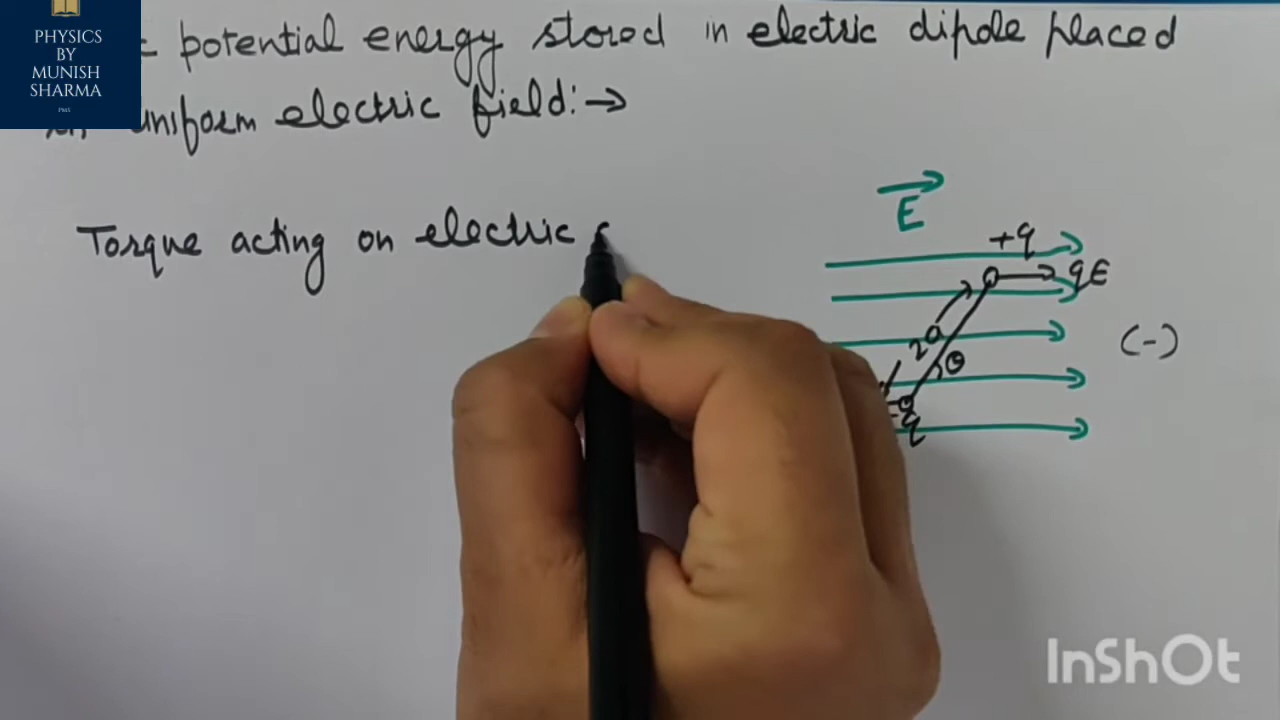 PHYSICS
BY
MUNISH
SHARMA
PMS
potential energy stored in electric dipole placed
uniform electric field:→
Torque acting on electric
E
+q
qE
2a
θ
(-)
-q
InShOt